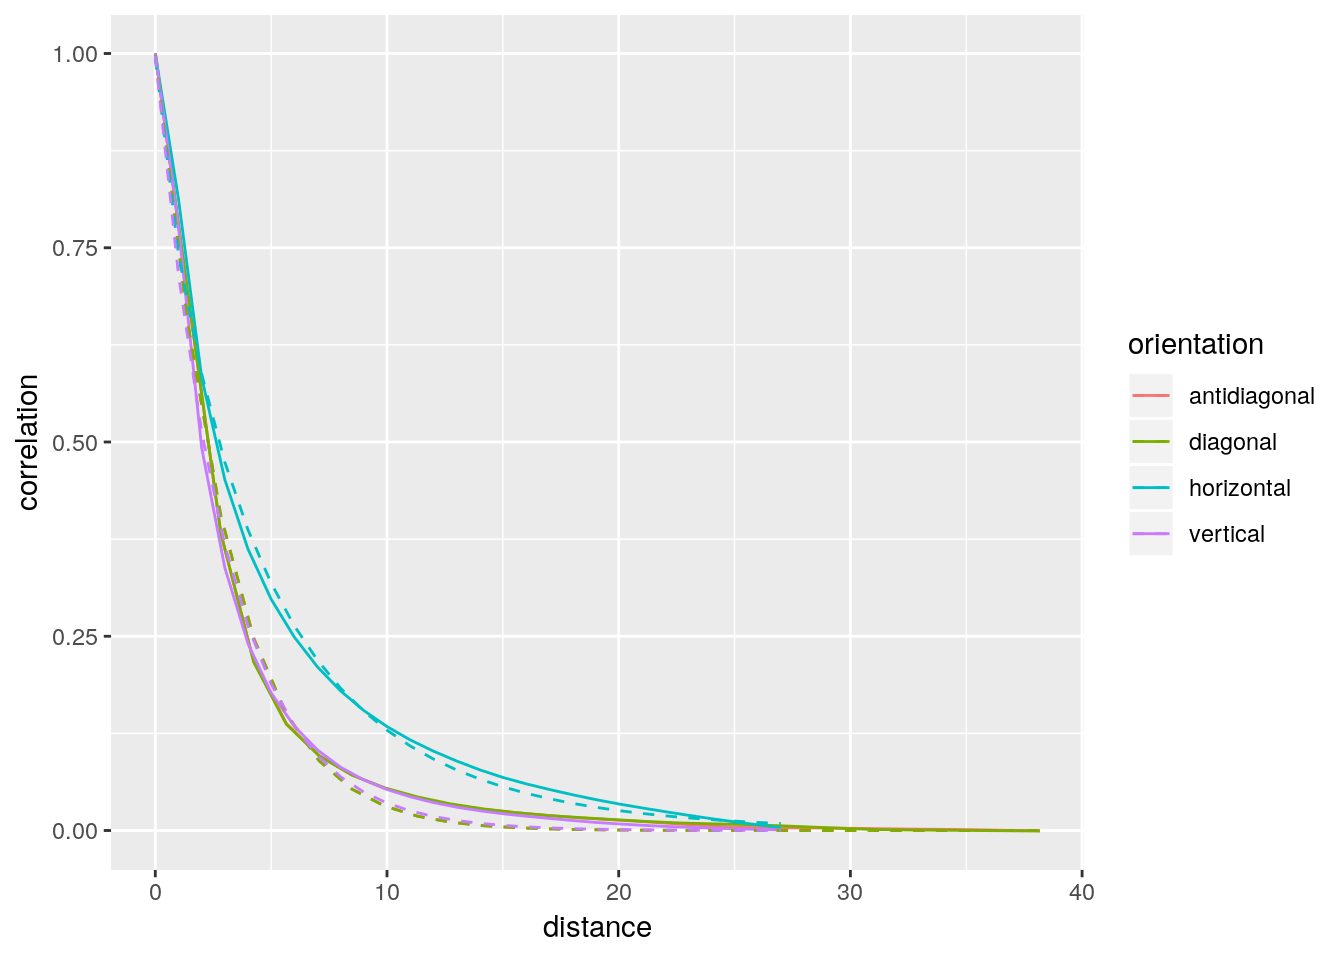 1.00
0.75
0.50
0.25
0.00
correlation
0 10 20 30 40
distance
orientation
antidiagonal
diagonal
horizontal
vertical